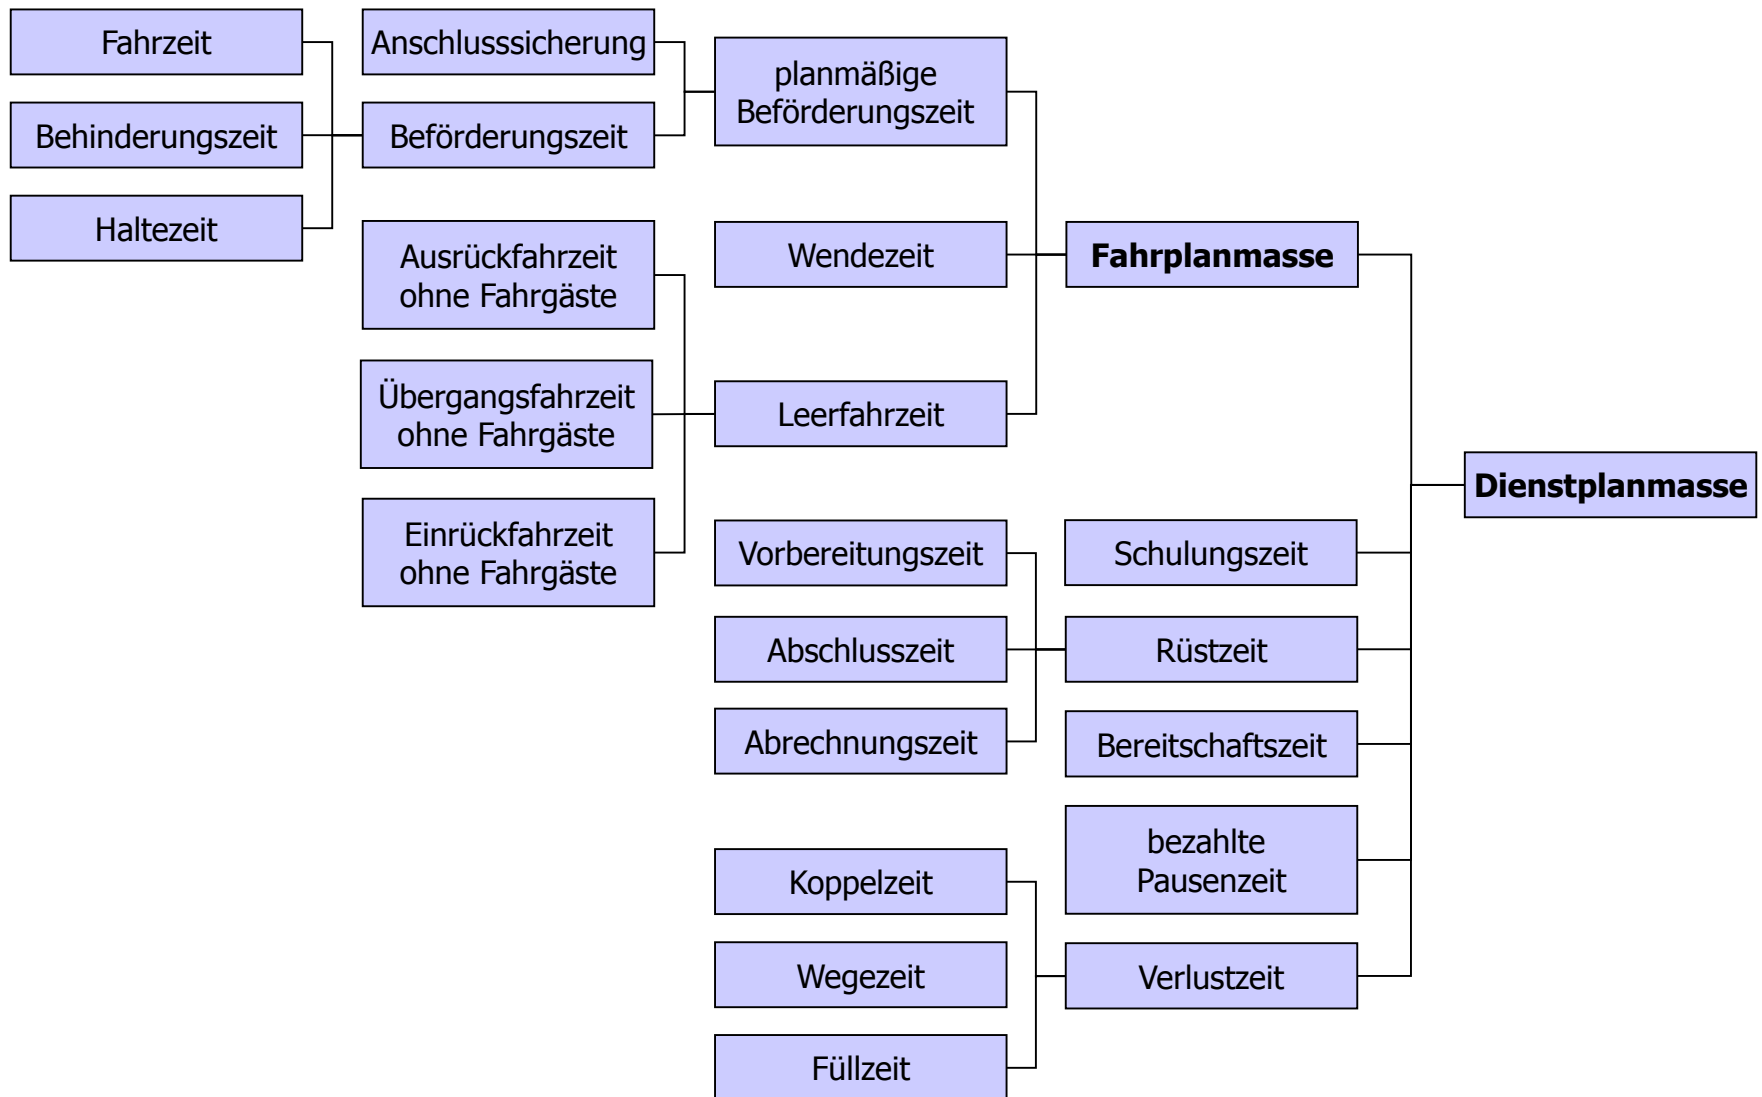 Fahrzeit
Anschlusssicherung
planmäßige
Beförderungszeit
Behinderungszeit
Beförderungszeit
Haltezeit
Ausrückfahrzeit
ohne Fahrgäste
Wendezeit
Fahrplanmasse
Übergangsfahrzeit
ohne Fahrgäste
Leerfahrzeit
Dienstplanmasse
Einrückfahrzeit
ohne Fahrgäste
Vorbereitungszeit
Schulungszeit
Abschlusszeit
Rüstzeit
Abrechnungszeit
Bereitschaftszeit
bezahlte
Pausenzeit
Koppelzeit
Wegezeit
Verlustzeit
Füllzeit